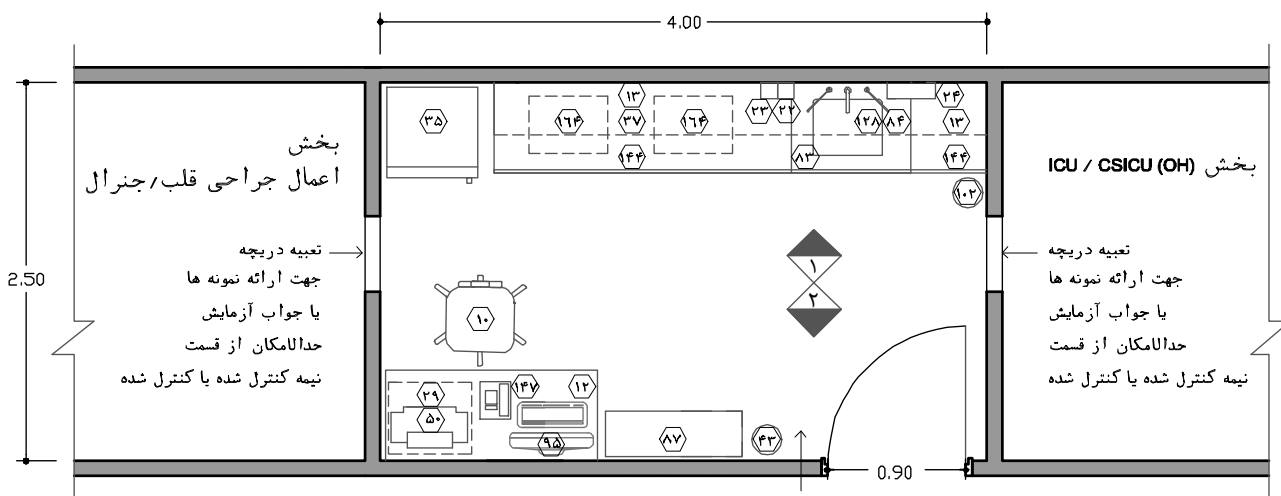 4.00
2.50
بخش
اعمال جراحی قلب/جنرال
تعبیه دریچه
جهت ارائه نمونه ها
یا جواب آزمایش
حدالامکان از قسمت
نیمه کنترل شده یا کنترل شده
۳۵
۱۶۴
۱۳
۳۷
۱۴۴
۱۶۴
۲۳
۲۲
۱۲۸
۸۴
۸۳
۲۴
۱۳
۱۴۴
۱۰۲
۱
۲
۱۰
۲۹
۵۰
۱۴۷
۱۲
۹۵
۸۷
۴۳
0.90
بخش ICU / CSICU (OH)
تعبیه دریچه
جهت ارائه نمونه ها
یا جواب آزمایش
حدالامکان از قسمت
نیمه کنترل شده یا کنترل شده